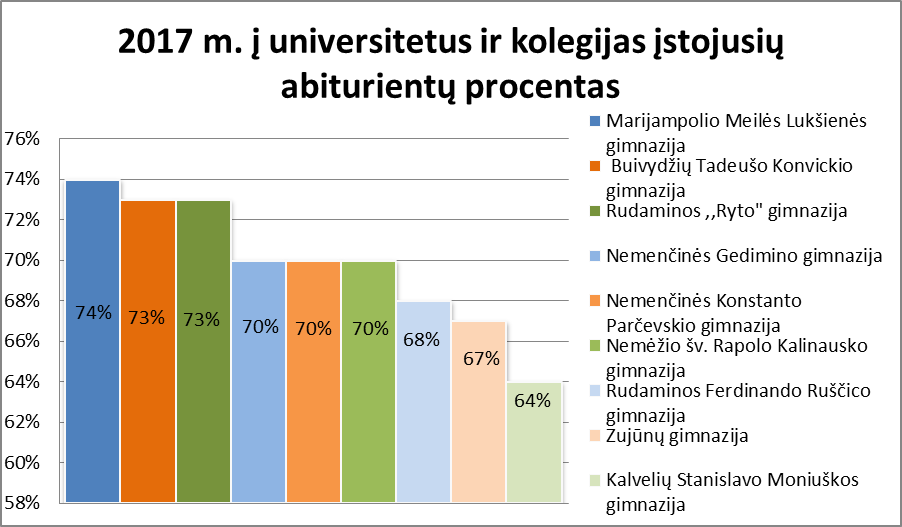 2017 m. į universitetus ir kolegijas įstojusių
abiturientų procentas
76%
74%
72%
70%
68%
66%
64%
62%
60%
58%
74%
73%
73%
70%
70%
70%
68%
67%
64%
Marijampolio Meilės Lukšienės
gimnazija
Buivydžių Tadeušo Konvickio
gimnazija
Rudaminos ,,Ryto" gimnazija
Nemenčinės Gedimino gimnazija
Nemenčinės Konstanto
Parčevskio gimnazija
Nemėžio šv. Rapolo Kalinausko
gimnazija
Rudaminos Ferdinando Ruščico
gimnazija
Zujūnų gimnazija
Kalvelių Stanislavo Moniuškos
gimnazija